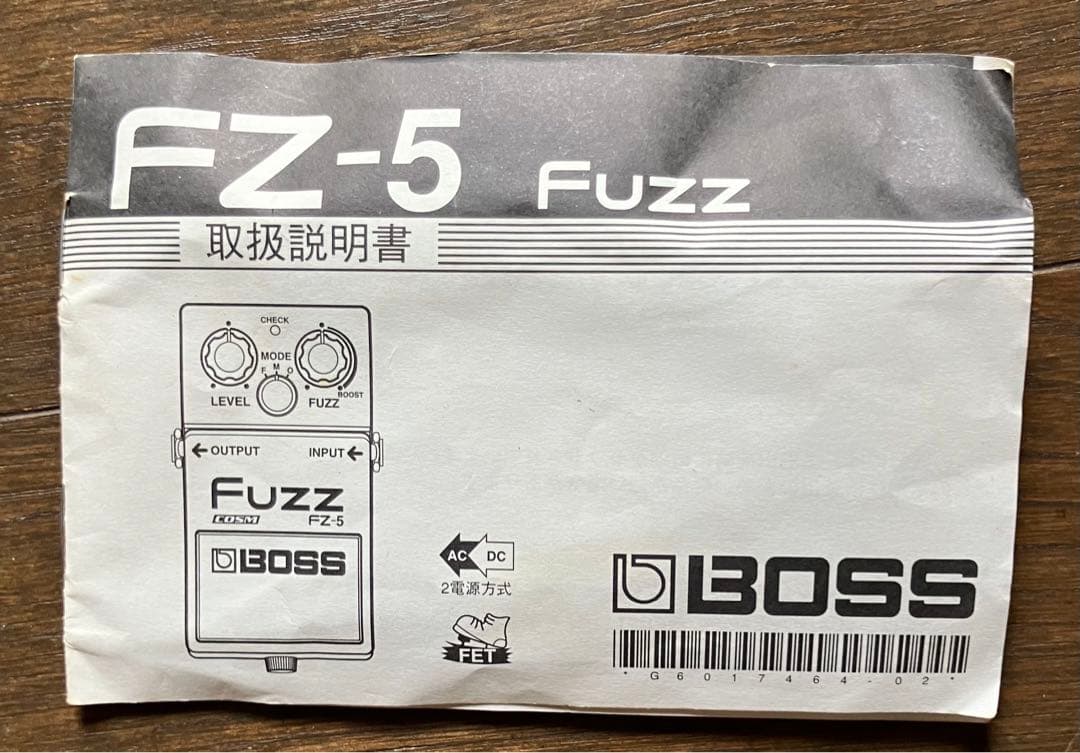 FZ-5 FUZZ
取扱説明書
CHECK
MODE
F M O
LEVEL FUZZ BOOST
←OUTPUT INPUT←
FUZZ
COSM FZ-5
BOSS
AC DC
2電源方式
FET
BOSS
*G6017464-02*